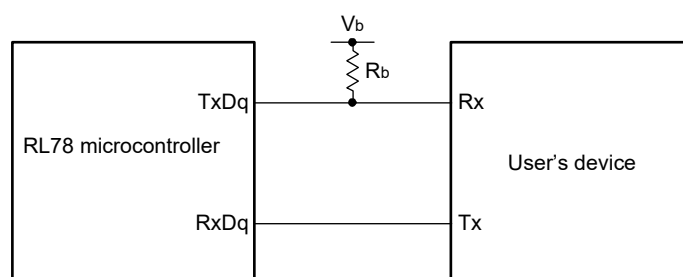 Vb
Rb
TxDq
Rx
RL78 microcontroller
User's device
RxDq
Tx